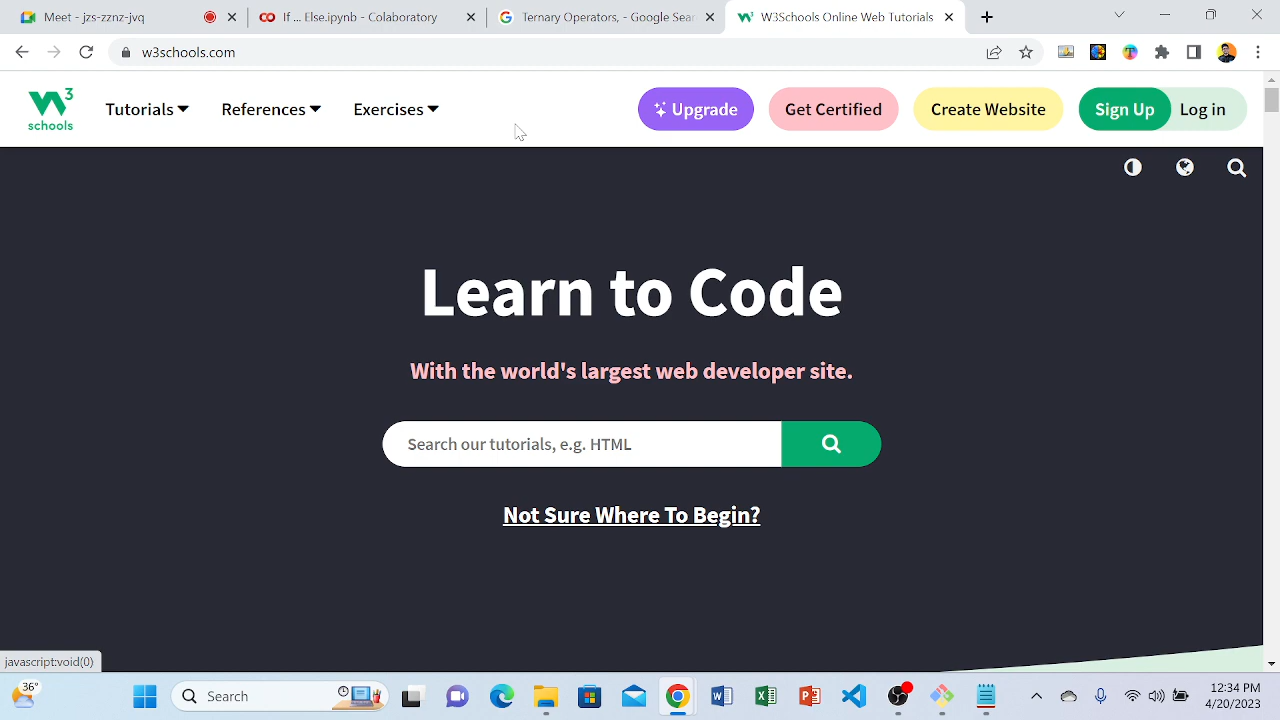 Meet - jzs-zznz-jvq
If ... Else.ipynb - Colaboratory
Ternary Operators, - Google Sear
W3Schools Online Web Tutorials
w3schools.com
W3
schools
Tutorials
References
Exercises
Upgrade
Get Certified
Create Website
Sign Up
Log in
Learn to Code
With the world's largest web developer site.
Search our tutorials, e.g. HTML
Not Sure Where To Begin?
javascript:void(0)
36°
Search
12:34 PM
4/20/2023